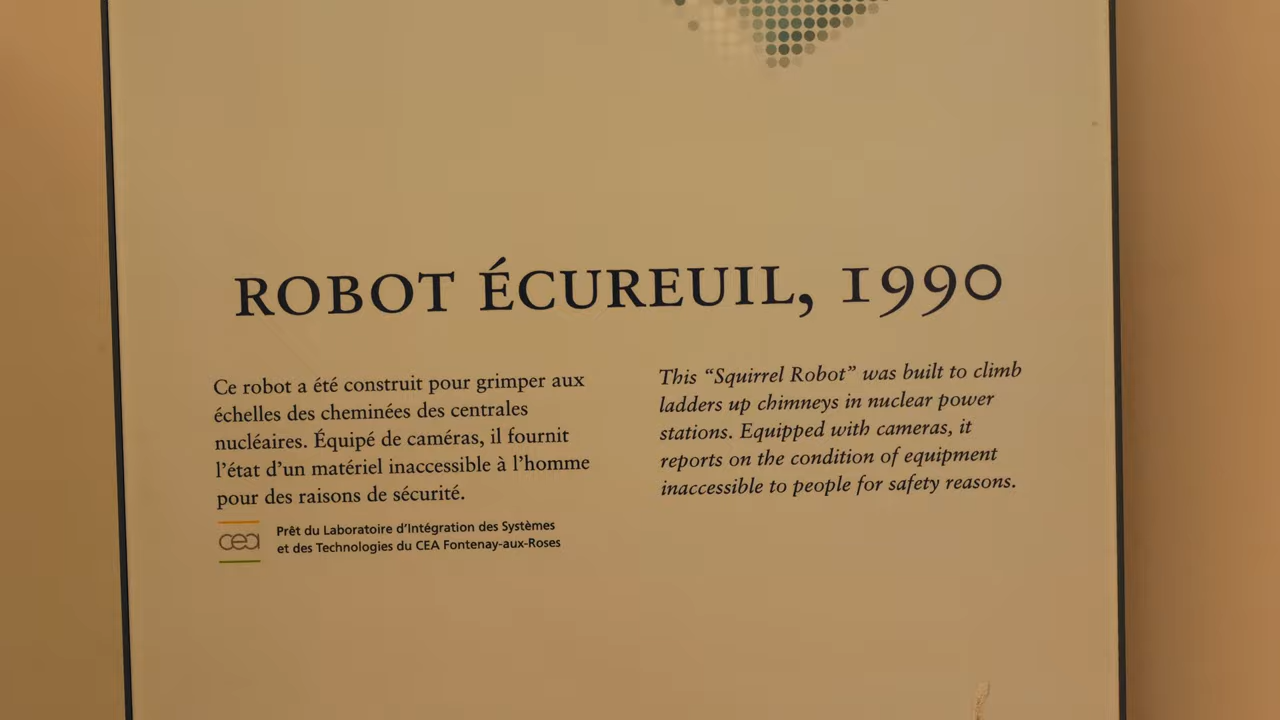 ROBOT ÉCUREUIL, 1990
Ce robot a été construit pour grimper aux
échelles des cheminées des centrales
nucléaires. Équipé de caméras, il fournit
l'état d'un matériel inaccessible à l'homme
pour des raisons de sécurité.
cea
Prêt du Laboratoire d'Intégration des Systèmes
et des Technologies du CEA Fontenay-aux-Roses
This “Squirrel Robot” was built to climb
ladders up chimneys in nuclear power
stations. Equipped with cameras, it
reports on the condition of equipment
inaccessible to people for safety reasons.